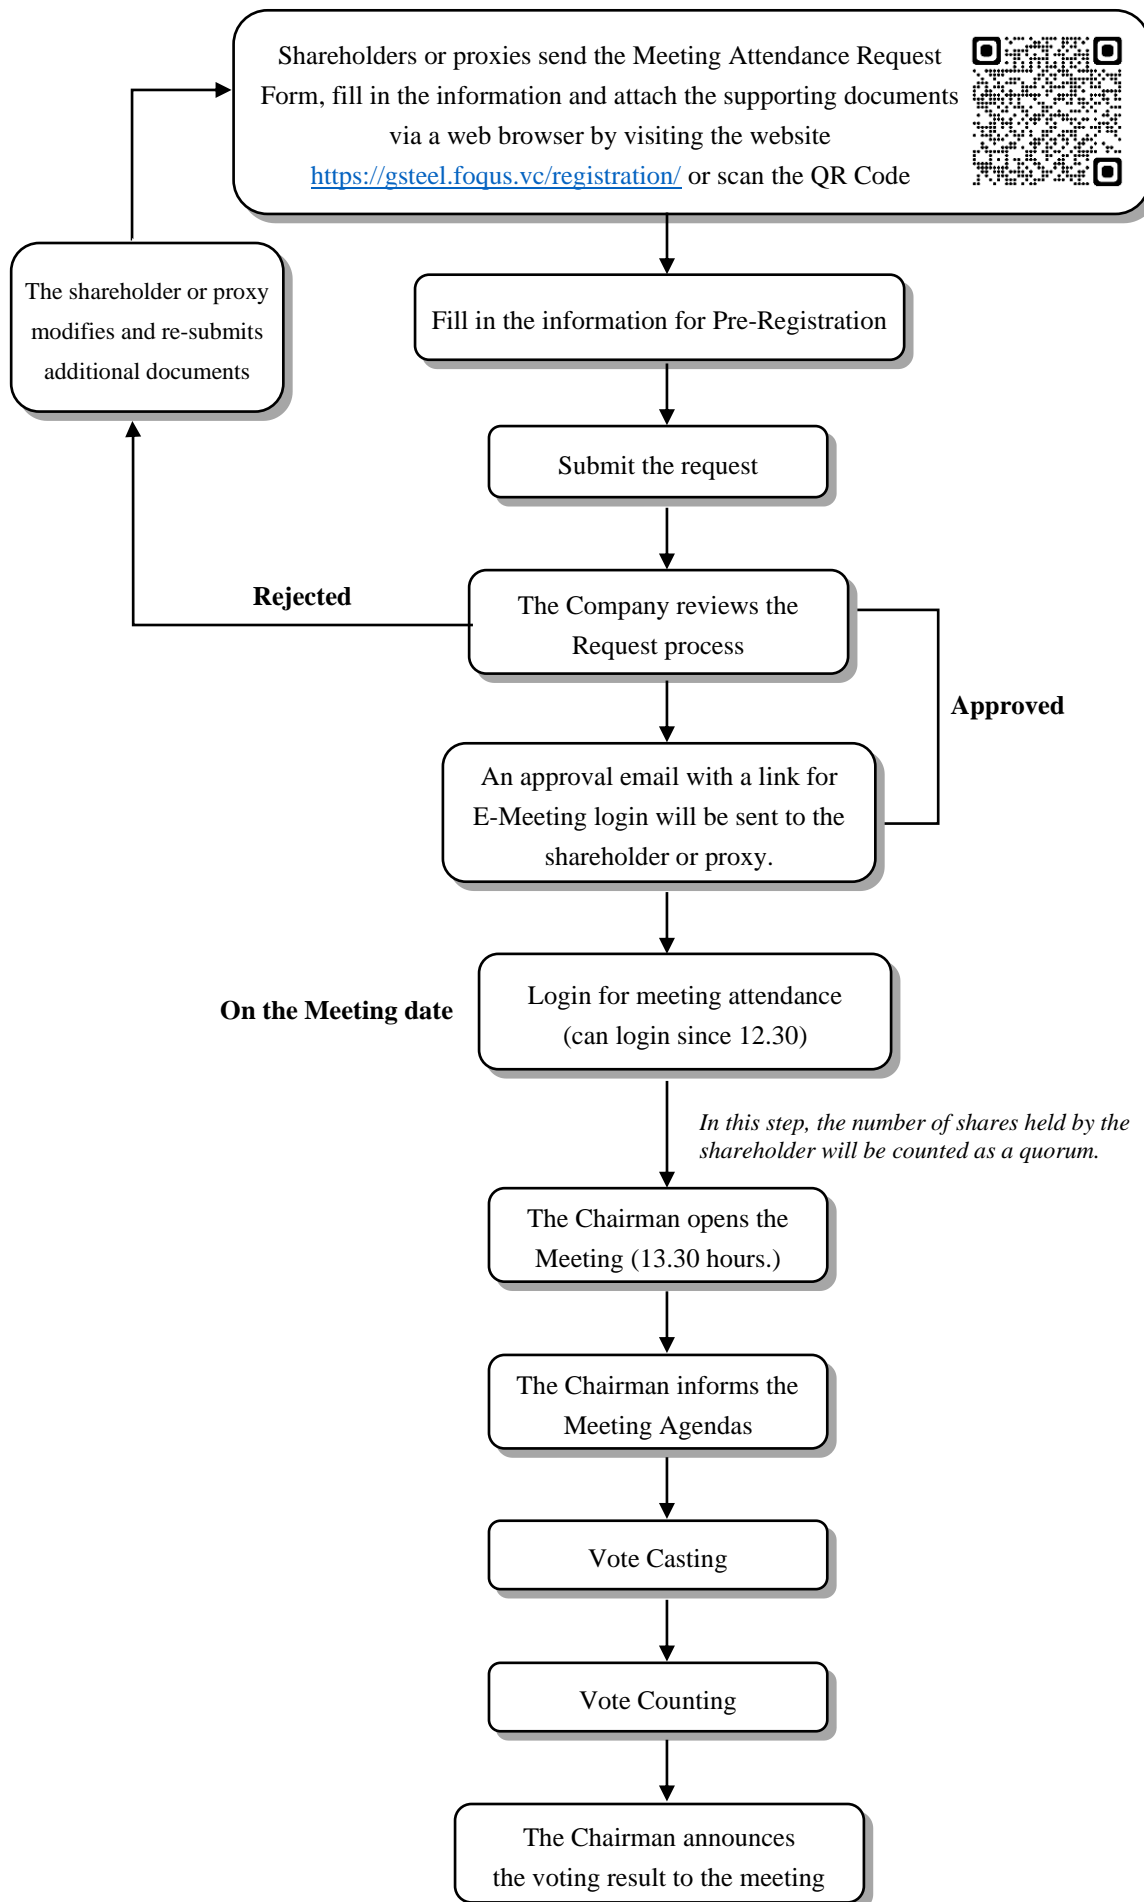 Shareholders or proxies send the Meeting Attendance Request
Form, fill in the information and attach the supporting documents
via a web browser by visiting the website
https://gsteel.foqus.vc/registration/ or scan the QR Code
The shareholder or proxy
modifies and re-submits
additional documents
Fill in the information for Pre-Registration
Submit the request
Rejected
The Company reviews the
Request process
Approved
An approval email with a link for
E-Meeting login will be sent to the
shareholder or proxy.
On the Meeting date
Login for meeting attendance
(can login since 12.30)
In this step, the number of shares held by the
shareholder will be counted as a quorum.
The Chairman opens the
Meeting (13.30 hours.)
The Chairman informs the
Meeting Agendas
Vote Casting
Vote Counting
The Chairman announces
the voting result to the meeting